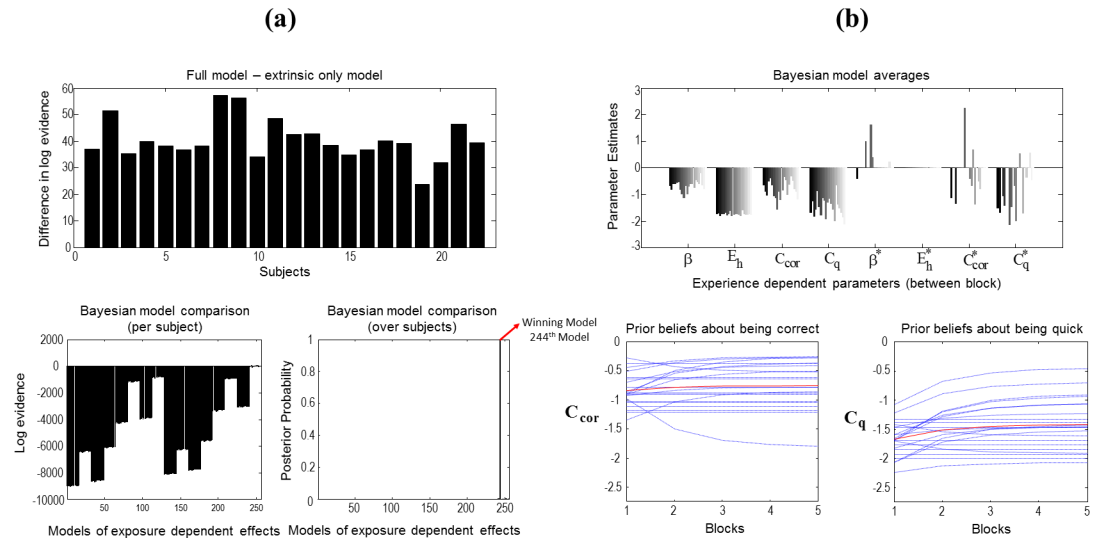 (a)
Full model – extrinsic only model
Difference in log evidence
60
50
40
30
20
10
0
0 5 10 15 20
Subjects
Bayesian model comparison
(per subject)
Log evidence
2000
0
-2000
-4000
-6000
-8000
-10000
50 100 150 200 250
Models of exposure dependent effects
Bayesian model comparison
(over subjects)
Posterior Probability
1
0.8
0.6
0.4
0.2
0
50 100 150 200 250
Models of exposure dependent effects
Winning Model
244th Model
(b)
Bayesian model averages
Parameter Estimates
3
2
1
0
-1
-2
-3
β E_h C_cor C_q β* E_h* C_cor* C_q*
Experience dependent parameters (between block)
Prior beliefs about being correct
C_cor
0
-0.5
-1
-1.5
-2
-2.5
1 2 3 4 5
Blocks
Prior beliefs about being quick
C_q
0
-0.5
-1
-1.5
-2
-2.5
1 2 3 4 5
Blocks